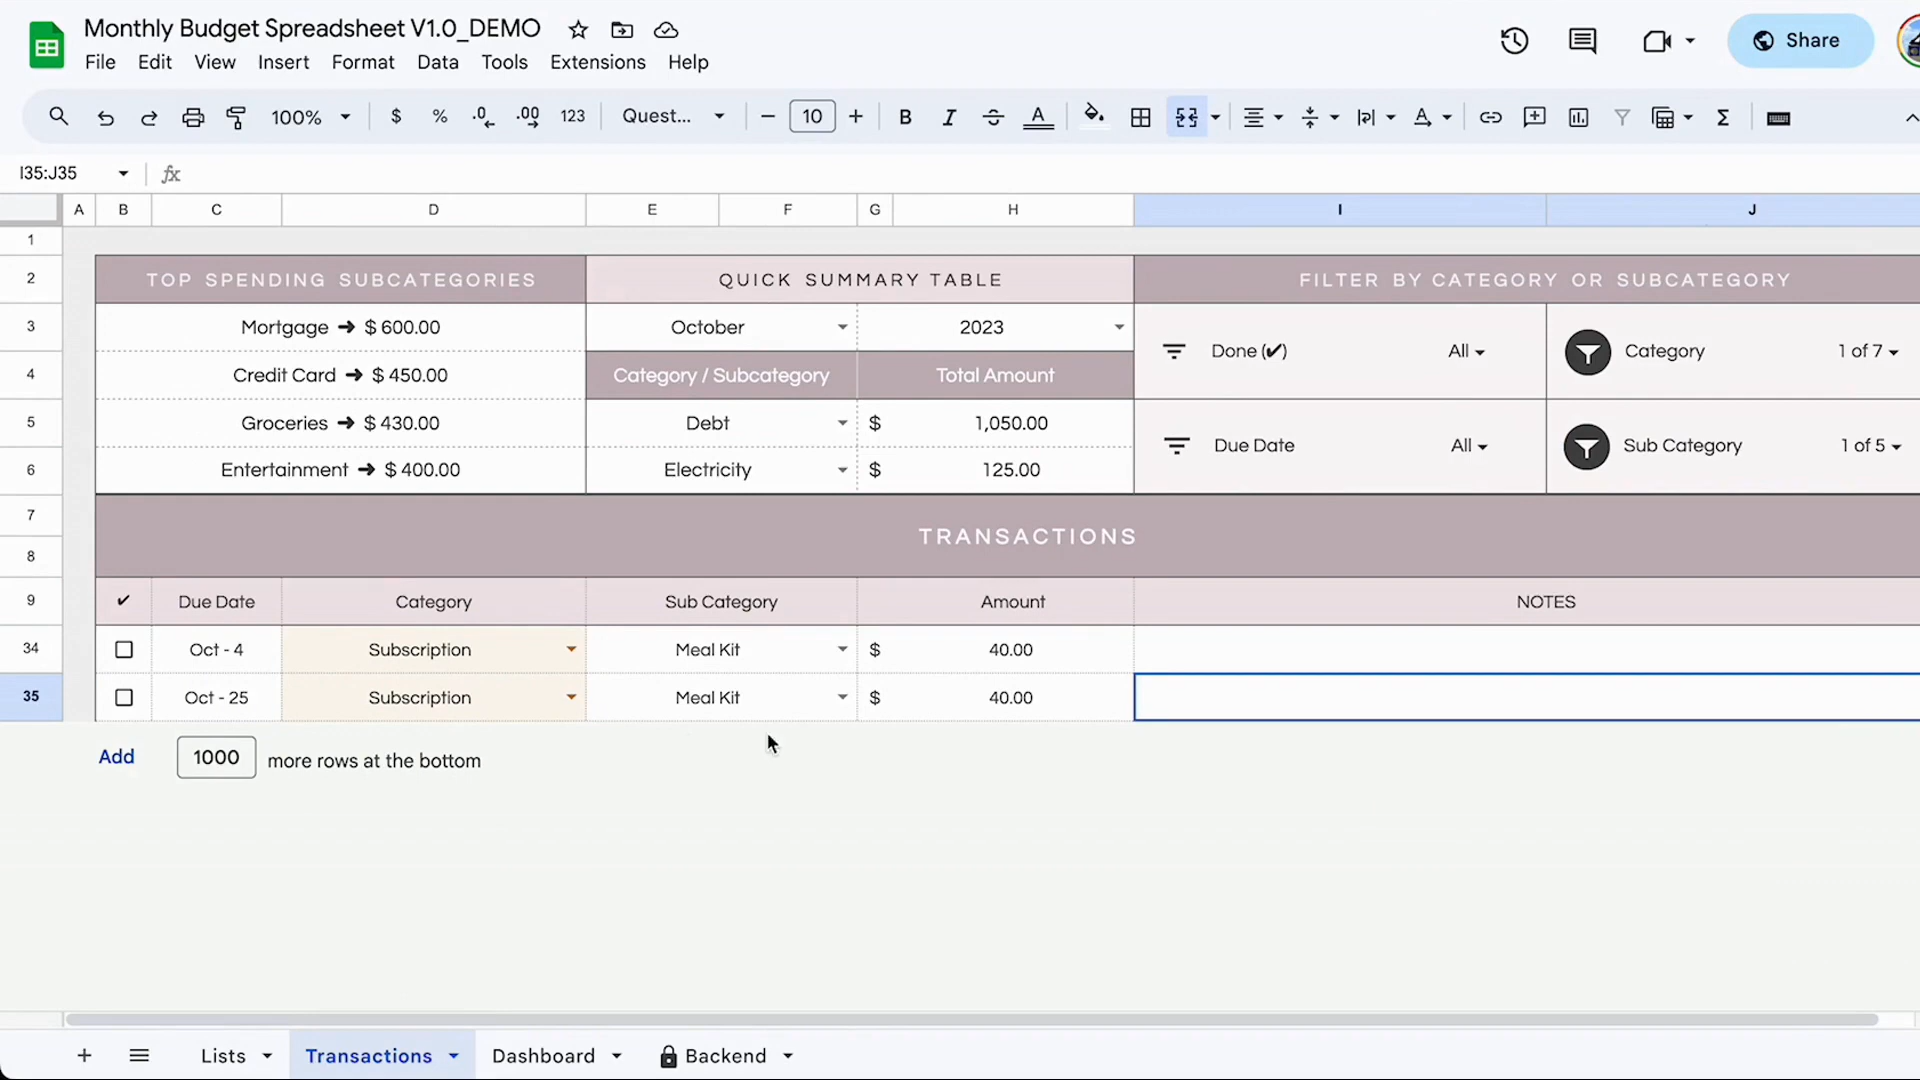 Monthly Budget Spreadsheet V1.0_DEMO
File Edit View Insert Format Data Tools Extensions Help
Share
100% $ % .0 .00 123 Quest... 10 B I A A Σ
I35:J35 fx
A B C D E F G H I J
1
2 TOP SPENDING SUBCATEGORIES QUICK SUMMARY TABLE FILTER BY CATEGORY OR SUBCATEGORY
3 Mortgage ➜ $ 600.00 October 2023 Done (✔) All Category 1 of 7
4 Credit Card ➜ $ 450.00 Category / Subcategory Total Amount
5 Groceries ➜ $ 430.00 Debt $ 1,050.00 Due Date All Sub Category 1 of 5
6 Entertainment ➜ $ 400.00 Electricity $ 125.00
7 TRANSACTIONS
8
9 ✔ Due Date Category Sub Category Amount NOTES
34 Oct - 4 Subscription Meal Kit $ 40.00
35 Oct - 25 Subscription Meal Kit $ 40.00
Add 1000 more rows at the bottom
Lists Transactions Dashboard Backend